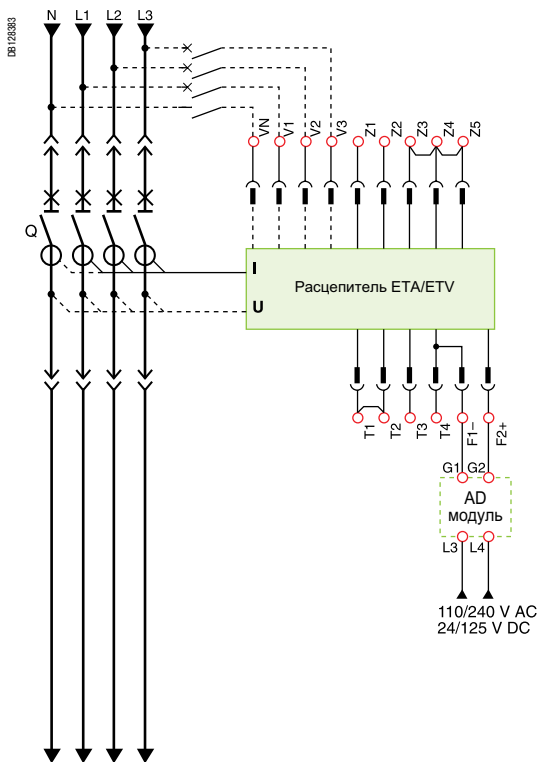 DB128383
N L1 L2 L3
VN V1 V2 V3 Z1 Z2 Z3 Z4 Z5
Q
I
Расцепитель ETA/ETV
U
T1 T2 T3 T4 F1– F2+
G1 G2
AD
модуль
L3 L4
110/240 V AC
24/125 V DC